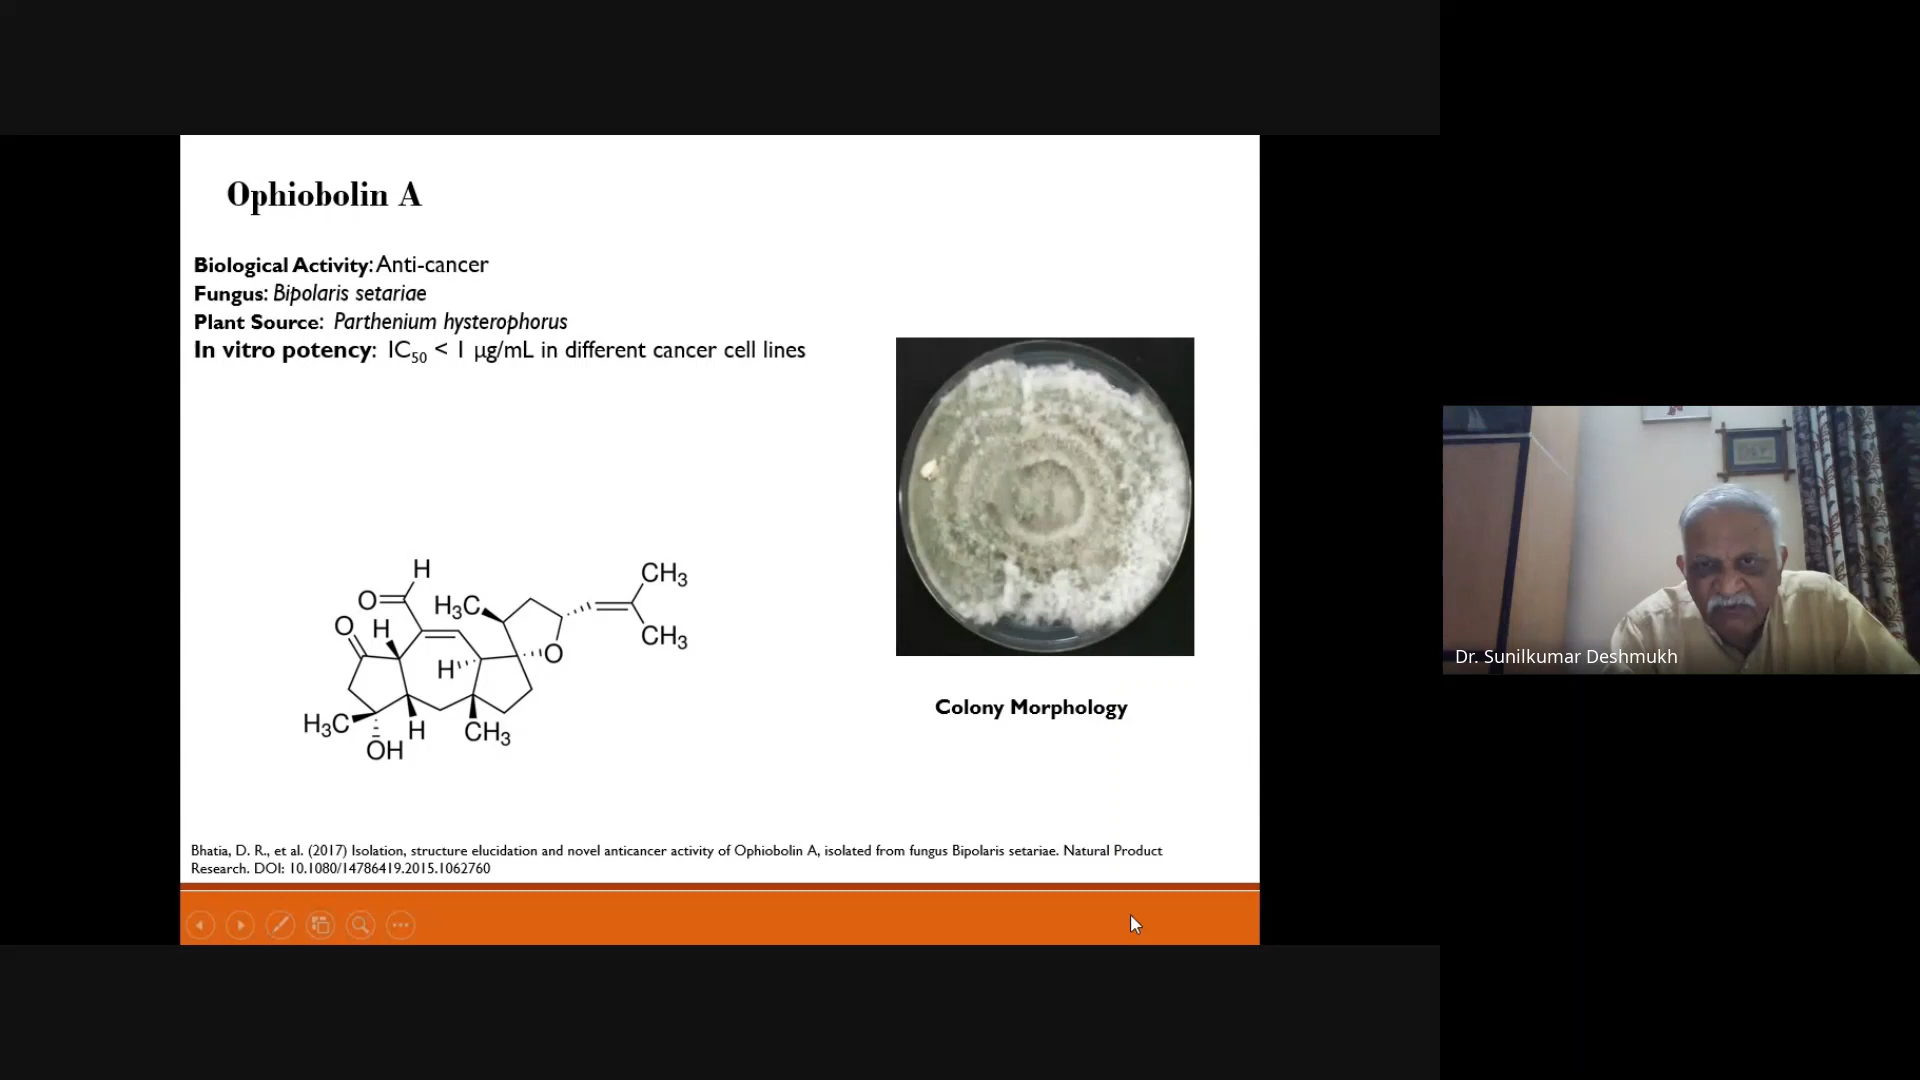 Ophiobolin A
Biological Activity: Anti-cancer
Fungus: Bipolaris setariae
Plant Source: Parthenium hysterophorus
In vitro potency: IC50 < 1 µg/mL in different cancer cell lines
H
O
H3C
CH3
O
H
H
O
CH3
H3C
OH
H
CH3
Colony Morphology
Bhatia, D. R., et al. (2017) Isolation, structure elucidation and novel anticancer activity of Ophiobolin A, isolated from fungus Bipolaris setariae. Natural Product
Research. DOI: 10.1080/14786419.2015.1062760
Dr. Sunilkumar Deshmukh